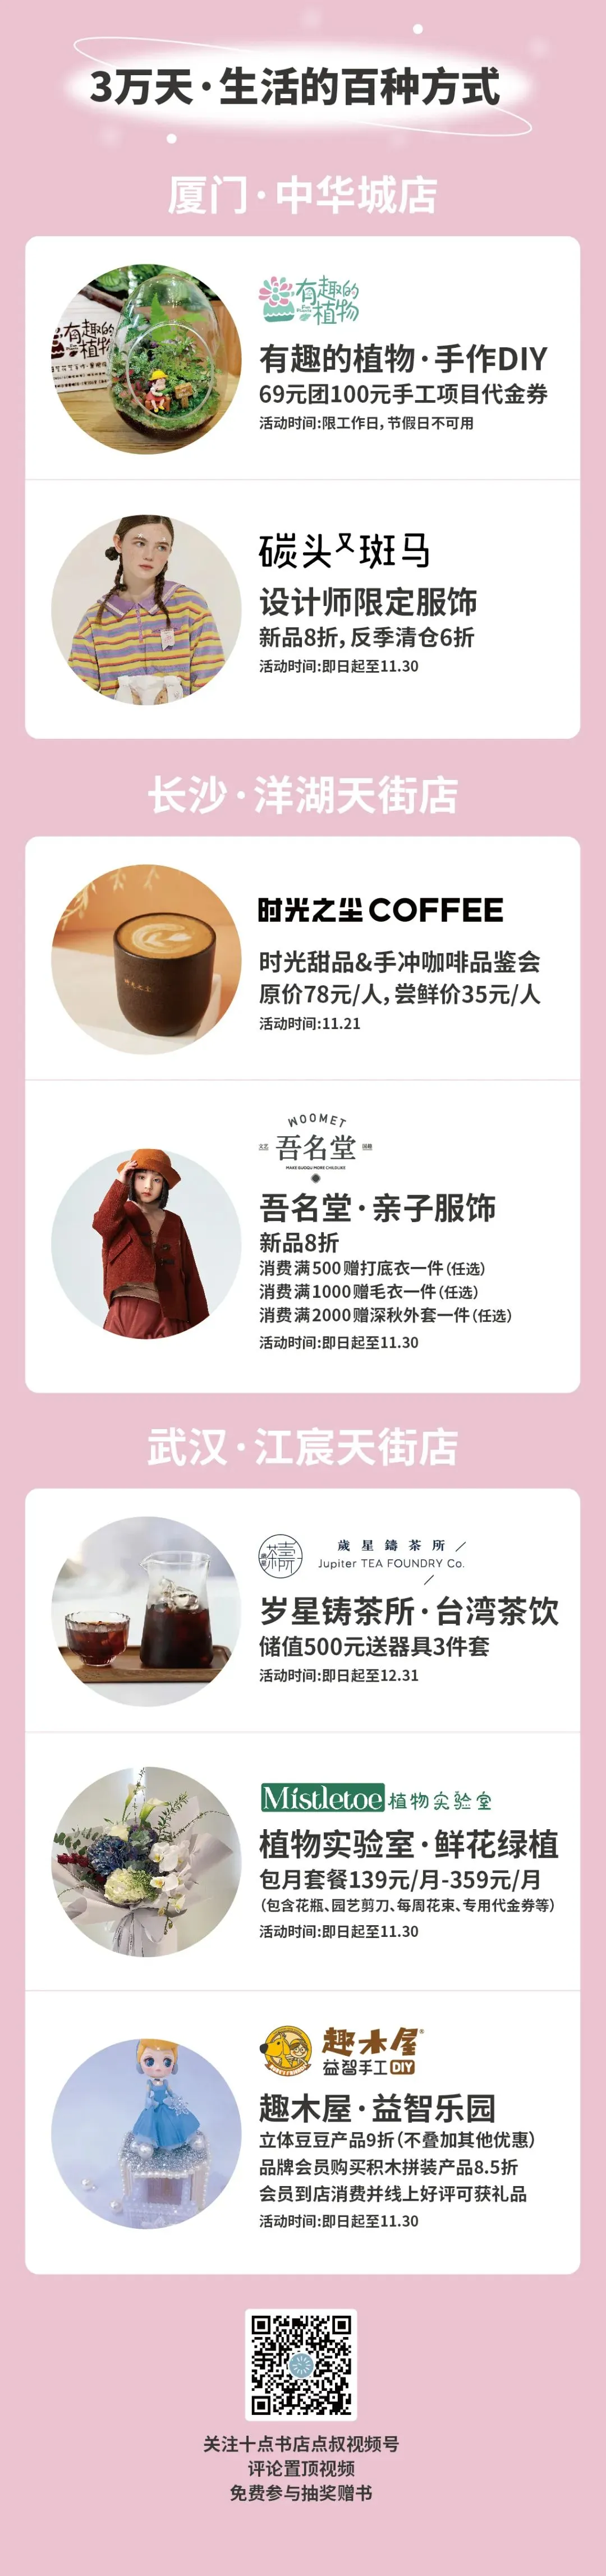 3万天·生活的百种方式
厦门·中华城店
有趣的
植物
有趣的
植物
有趣的植物·手作DIY
69元团100元手工项目代金券
活动时间:限工作日,节假日不可用
碳头又斑马
设计师限定服饰
新品8折,反季清仓6折
活动时间:即日起至11.30
长沙·洋湖天街店
时光之尘COFFEE
时光甜品&手冲咖啡品鉴会
原价78元/人,尝鲜价35元/人
活动时间:11.21
WOOMET
吾名堂
吾名堂·亲子服饰
新品8折
消费满500赠打底衣一件(任选)
消费满1000赠毛衣一件(任选)
消费满2000赠深秋外套一件(任选)
活动时间:即日起至11.30
武汉·江宸天街店
歲星鑄茶所
Jupiter TEA FOUNDRY Co.
岁星铸茶所·台湾茶饮
储值500元送器具3件套
活动时间:即日起至12.31
Mistletoe植物实验室
植物实验室·鲜花绿植
包月套餐139元/月-359元/月
(包含花瓶、园艺剪刀、每周花束、专用代金券等)
活动时间:即日起至11.30
趣木屋®
益智手工DIY
趣木屋·益智乐园
立体豆豆产品9折(不叠加其他优惠)
品牌会员购买积木拼装产品8.5折
会员到店消费并线上好评可获礼品
活动时间:即日起至11.30
关注十点书店点叔视频号
评论置顶视频
免费参与抽奖赠书